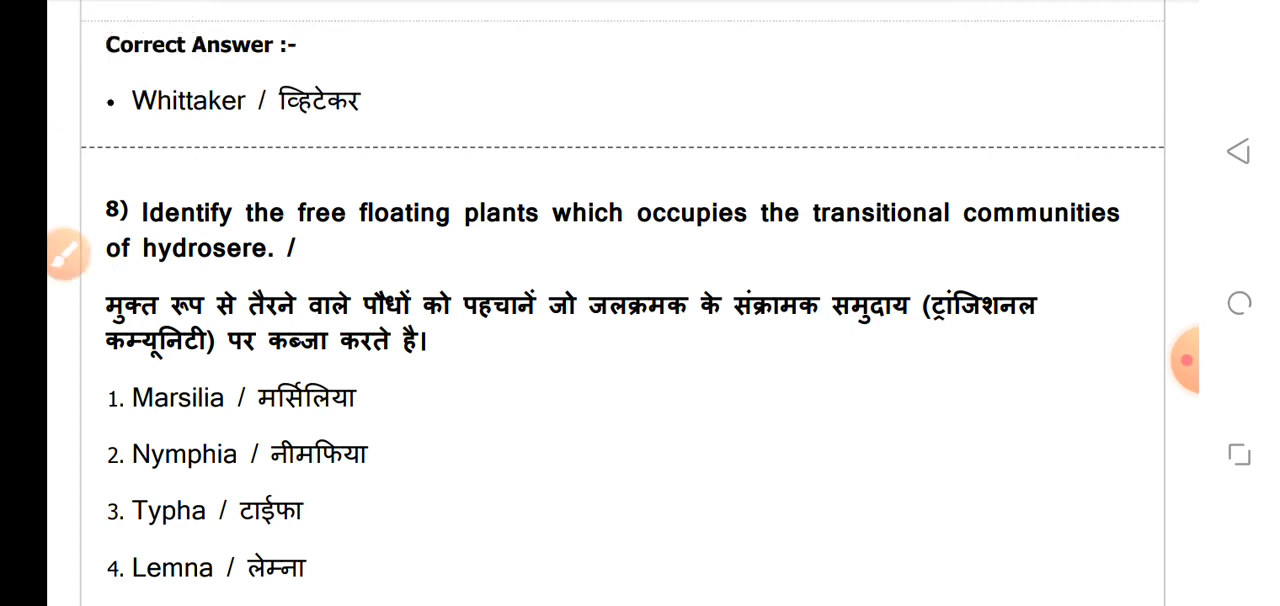 Correct Answer :-
• Whittaker / व्हिटेकर
8) Identify the free floating plants which occupies the transitional communities
of hydrosere. /
मुक्त रूप से तैरने वाले पौधों को पहचानें जो जलक्रमक के संक्रामक समुदाय (ट्रांजिशनल
कम्यूनिटी) पर कब्जा करते है।
1. Marsilia / मर्सिलिया
2. Nymphia / नीमफिया
3. Typha / टाईफा
4. Lemna / लेम्ना